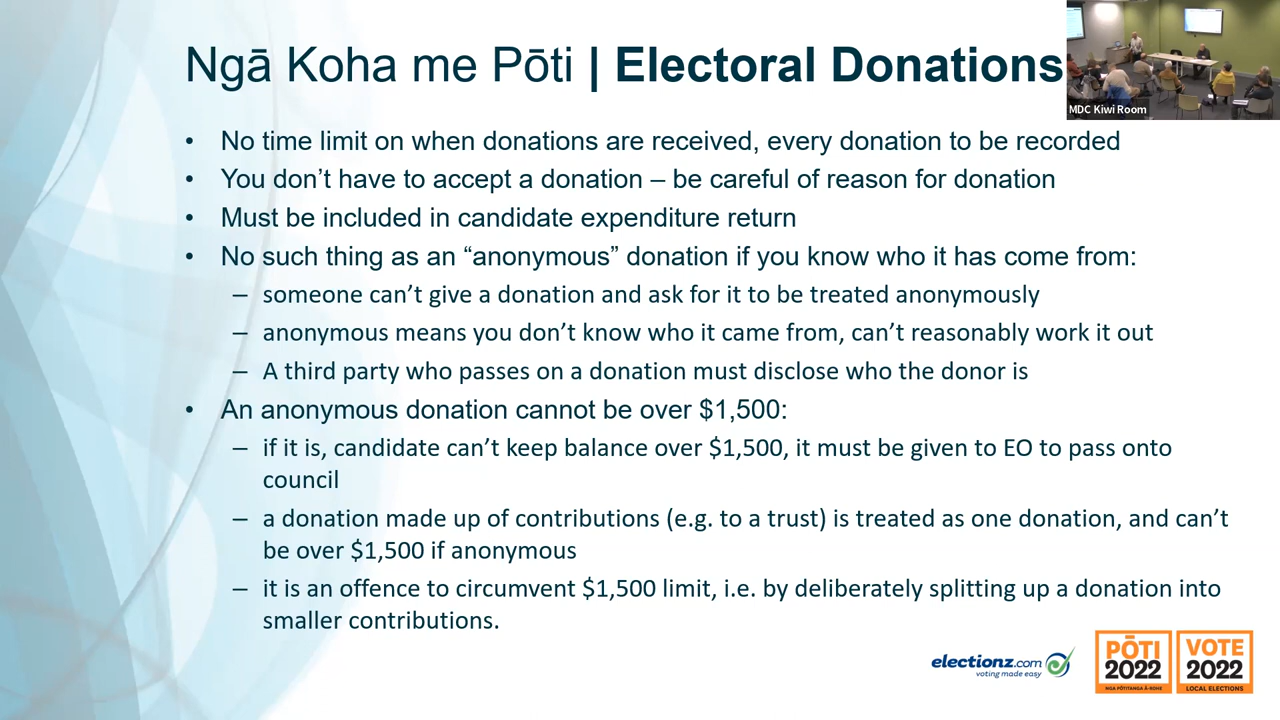 Ngā Koha me Pōti | Electoral Donations
MDC Kiwi Room
• No time limit on when donations are received, every donation to be recorded
• You don’t have to accept a donation – be careful of reason for donation
• Must be included in candidate expenditure return
• No such thing as an “anonymous” donation if you know who it has come from:
– someone can’t give a donation and ask for it to be treated anonymously
– anonymous means you don’t know who it came from, can’t reasonably work it out
– A third party who passes on a donation must disclose who the donor is
• An anonymous donation cannot be over $1,500:
– if it is, candidate can’t keep balance over $1,500, it must be given to EO to pass onto
council
– a donation made up of contributions (e.g. to a trust) is treated as one donation, and can’t
be over $1,500 if anonymous
– it is an offence to circumvent $1,500 limit, i.e. by deliberately splitting up a donation into
smaller contributions.
electionz.com
voting made easy
PŌTI
2022
NGA PŌTITANGA Ā-ROHE
VOTE
2022
LOCAL ELECTIONS